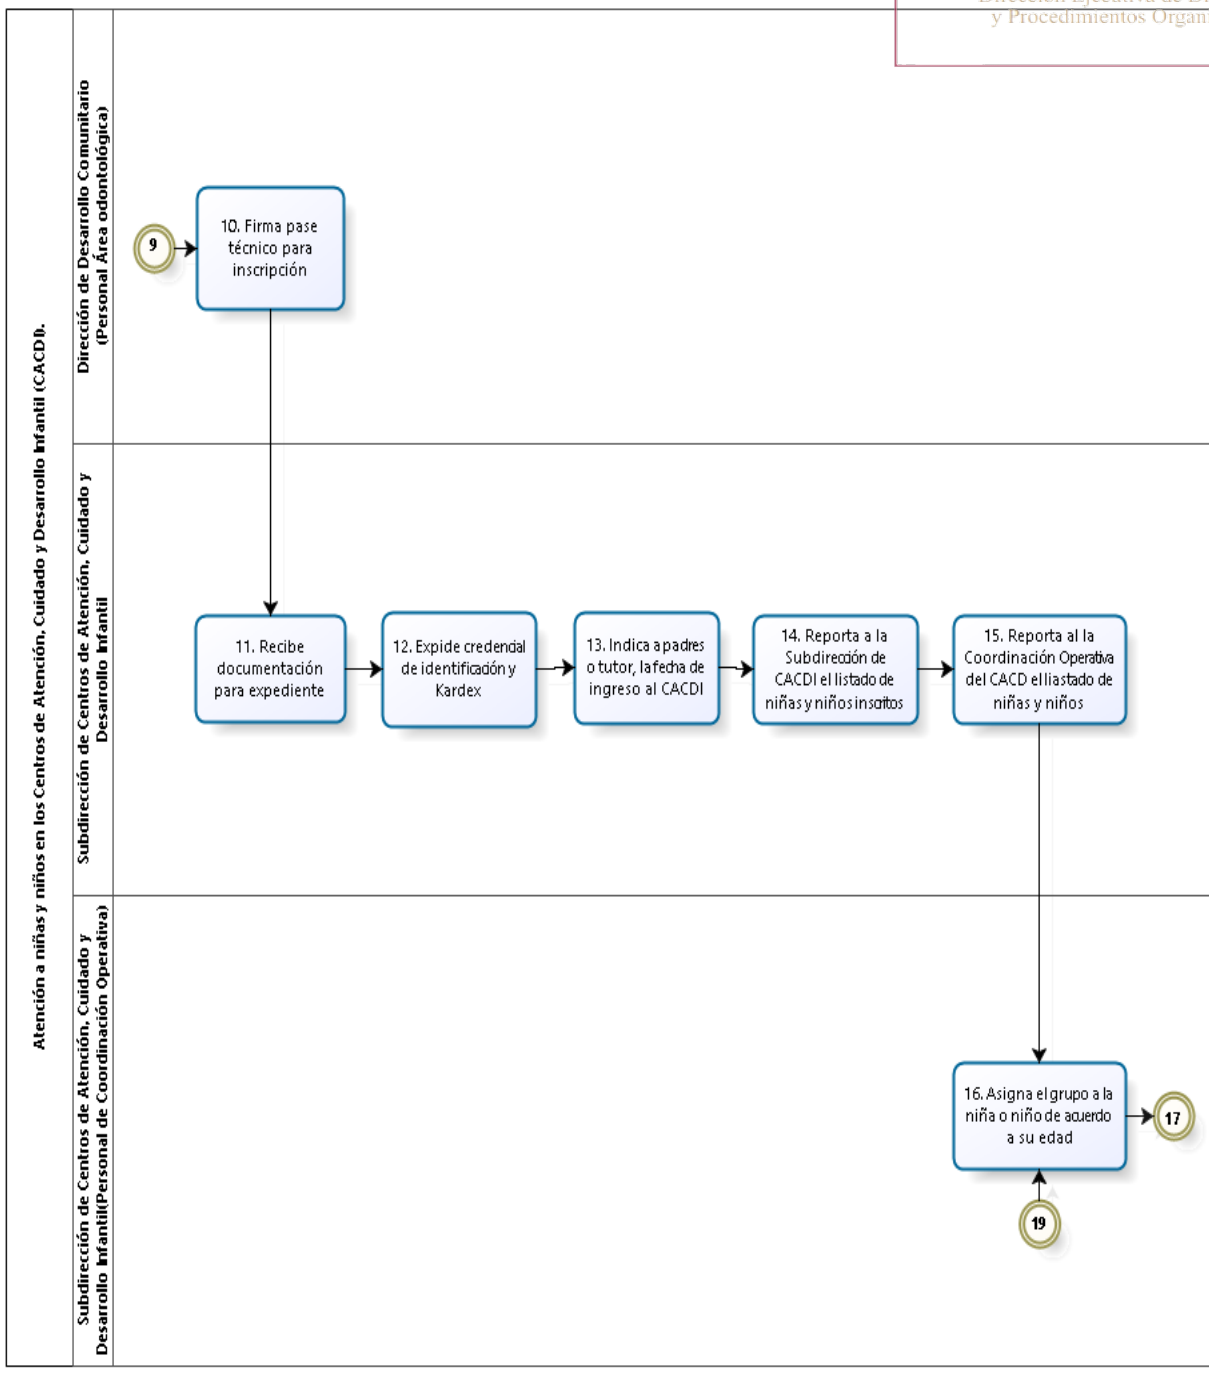 y Procedimientos
Atención a niñas y niños en los Centros de Atención, Cuidado y Desarrollo Infantil (CACDI).
Dirección de Desarrollo Comunitario
(Personal Área odontológica)
9
10. Firma pase
técnico para
inscripción
Subdirección de Centros de Atención, Cuidado y
Desarrollo Infantil
11. Recibe
documentación
para expediente
12. Expide credencial
de identificación y
Kardex
13. Indica a padres
o tutor, la fecha de
ingreso al CACDI
14. Reporta a la
Subdirección de
CACDI el listado de
niñas y niños inscritos
15. Reporta al la
Coordinación Operativa
del CACD el liastado de
niñas y niños
Subdirección de Centros de Atención, Cuidado y
Desarrollo Infantil(Personal de Coordinación Operativa)
16. Asigna el grupo a la
niña o niño de acuerdo
a su edad
17
19